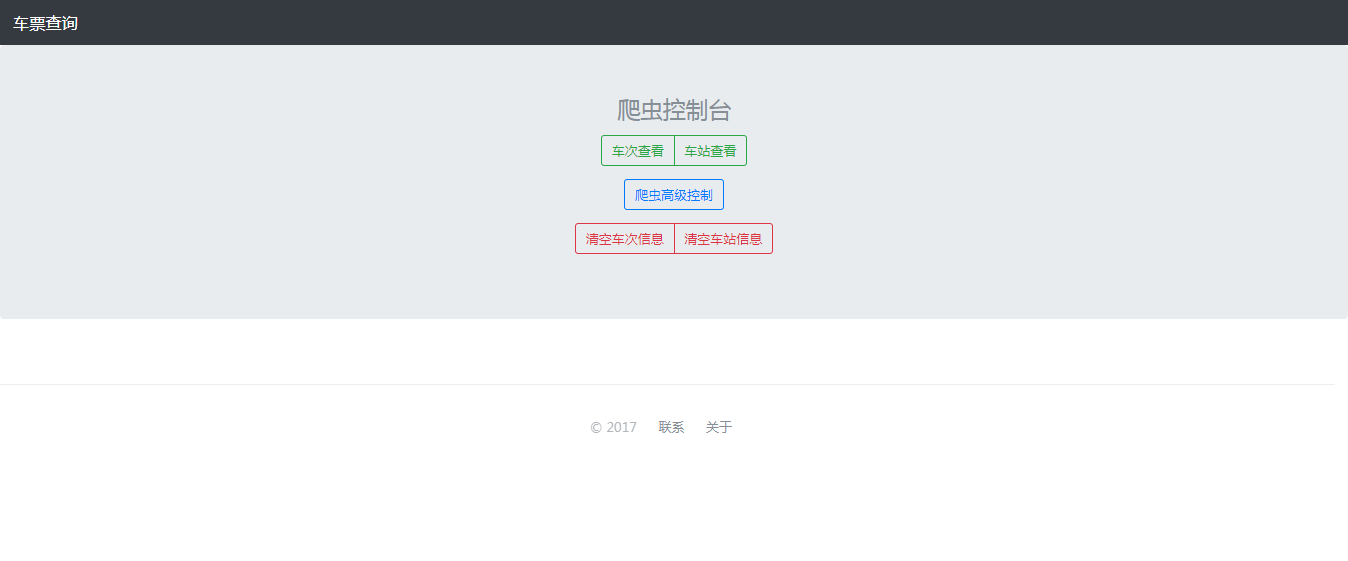 车票查询
爬虫控制台
车次查看 车站查看
爬虫高级控制
清空车次信息 清空车站信息
© 2017 联系 关于